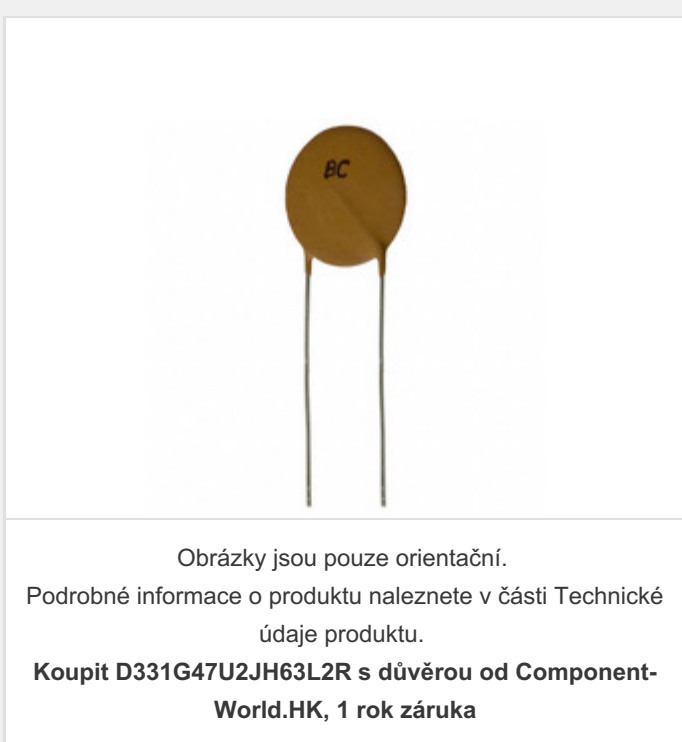 BC
Obrázky jsou pouze orientační.
Podrobné informace o produktu naleznete v části Technické
údaje produktu.
Koupit D331G47U2JH63L2R s důvěrou od Component-
World.HK, 1 rok záruka